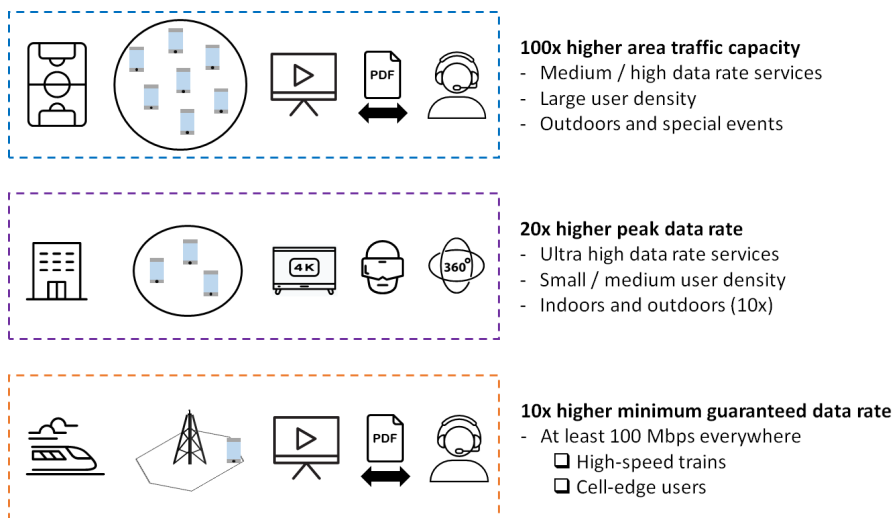 PDF
100x higher area traffic capacity
- Medium / high data rate services
- Large user density
- Outdoors and special events
4K
360°
20x higher peak data rate
- Ultra high data rate services
- Small / medium user density
- Indoors and outdoors (10x)
PDF
10x higher minimum guaranteed data rate
- At least 100 Mbps everywhere
❑ High-speed trains
❑ Cell-edge users